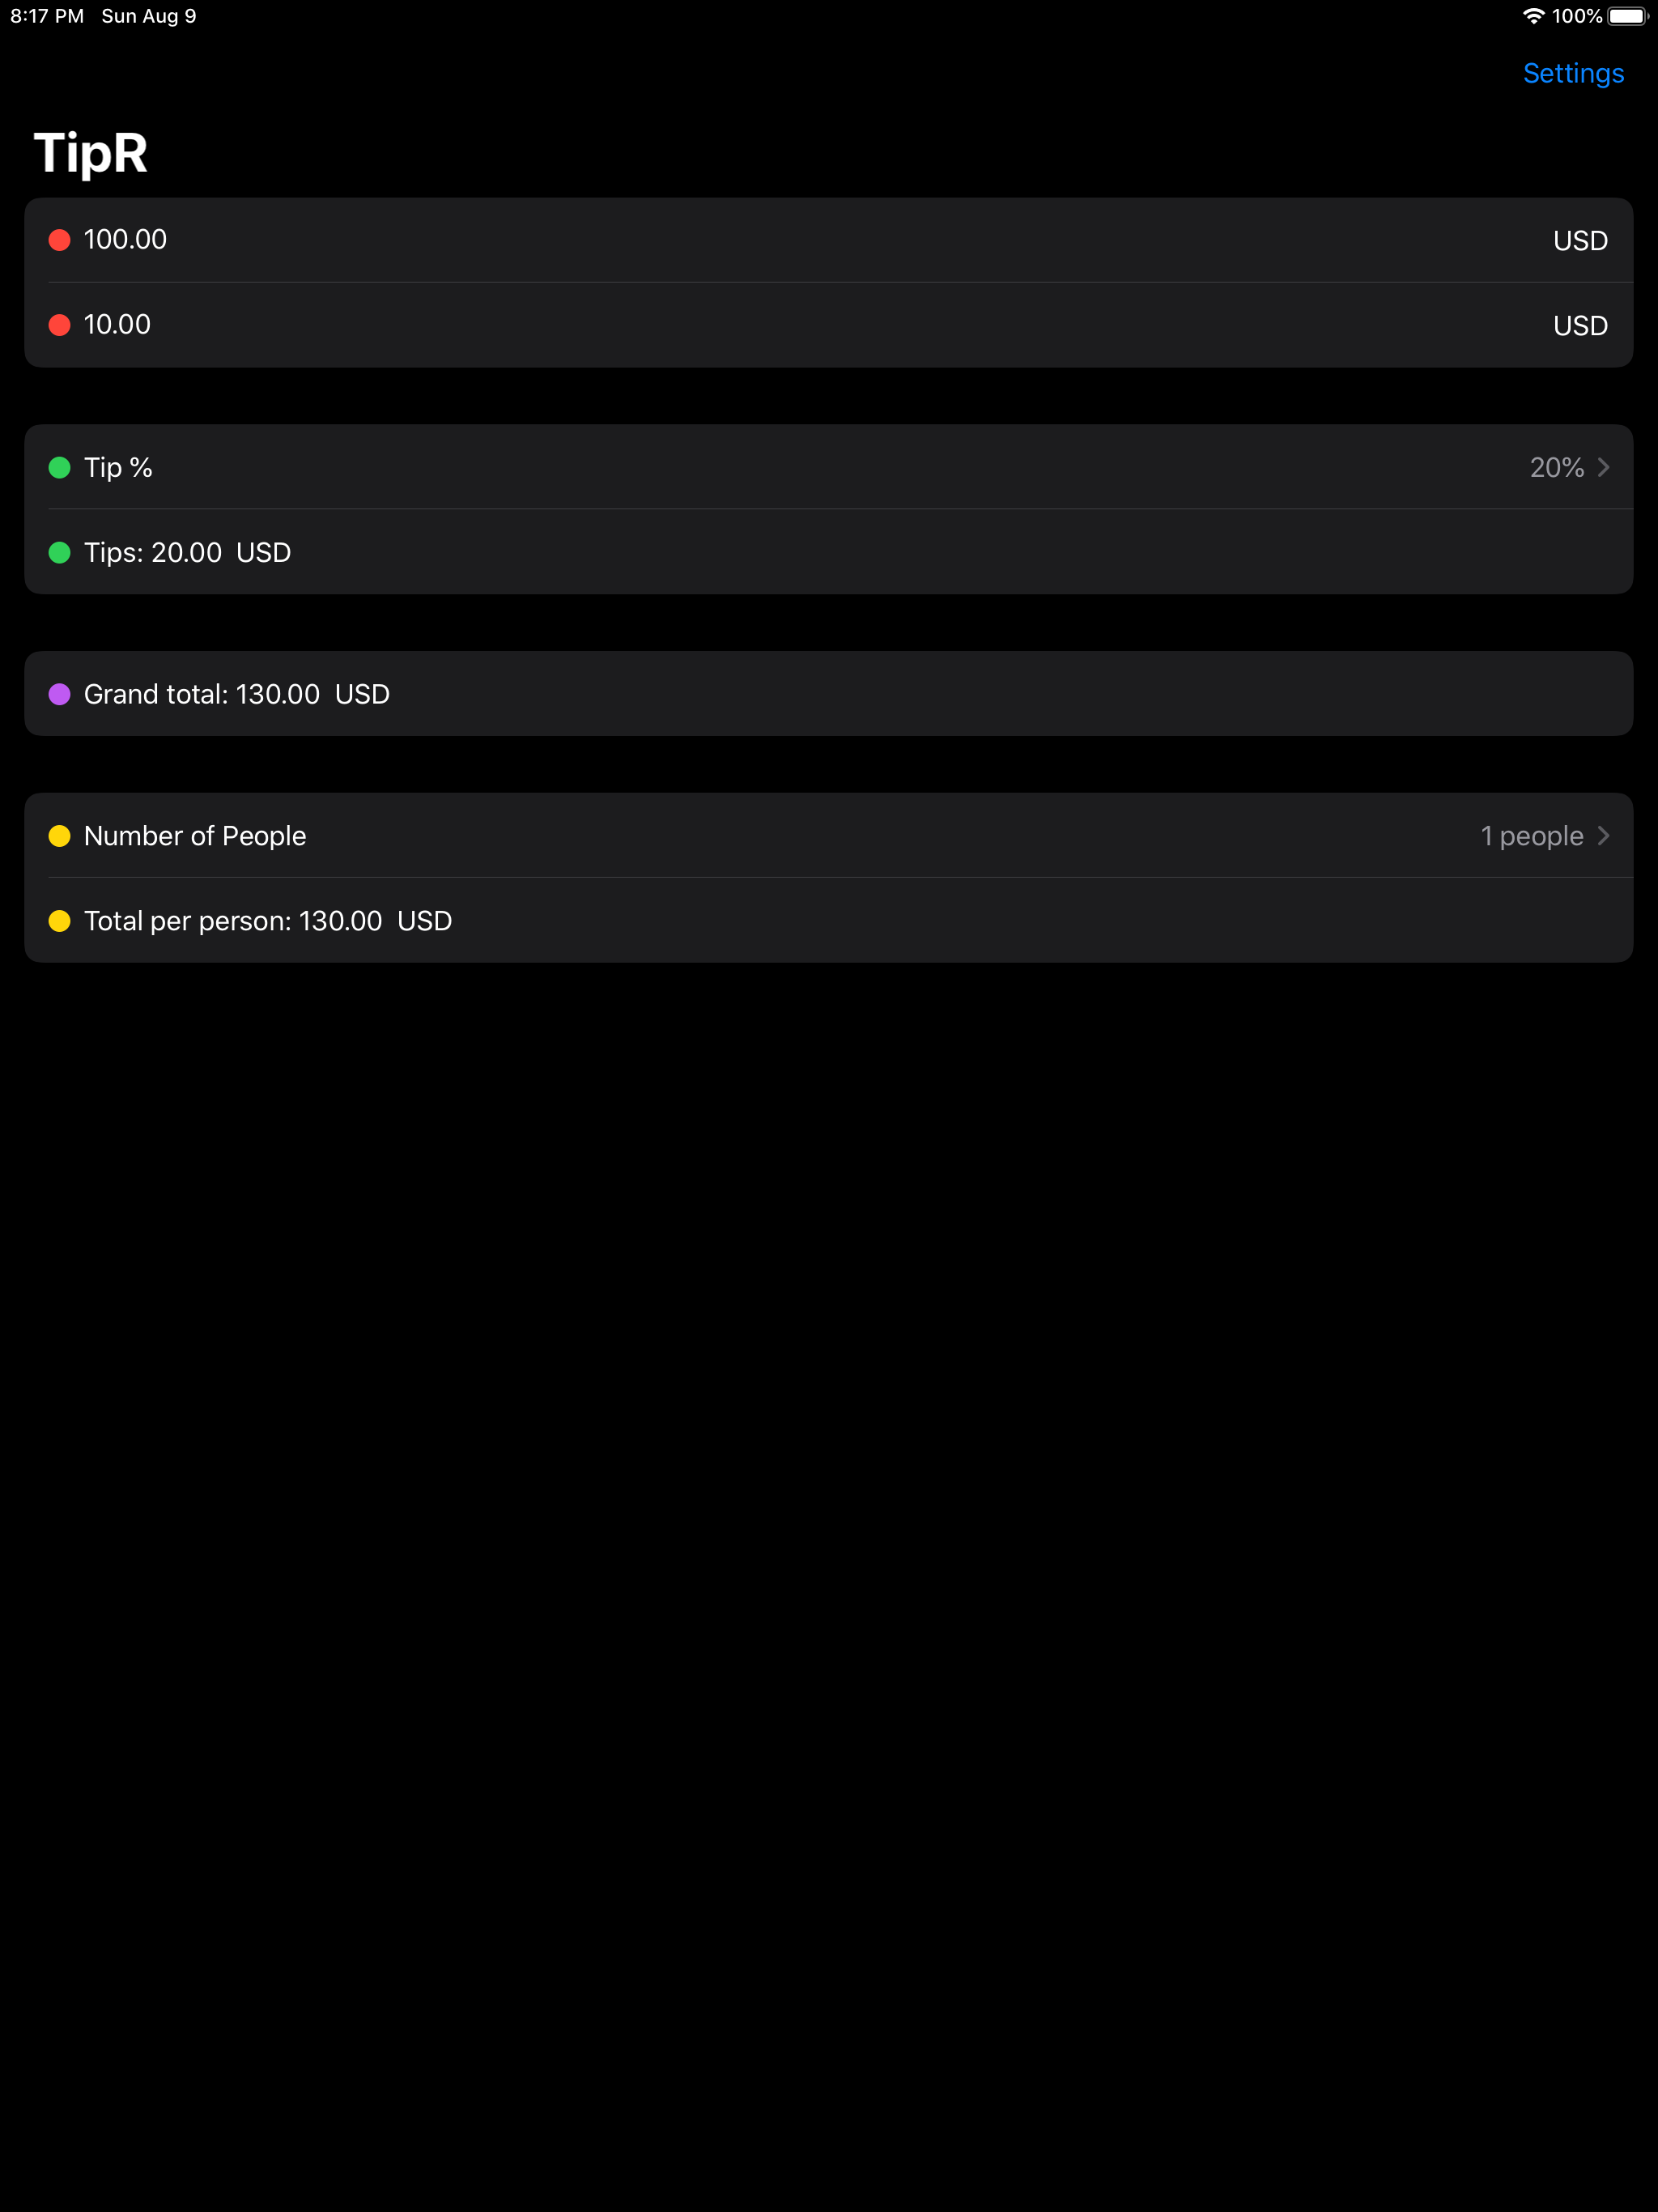 8:17 PM Sun Aug 9 100%
Settings
TipR
100.00 USD
10.00 USD
Tip % 20%
Tips: 20.00 USD
Grand total: 130.00 USD
Number of People 1 people
Total per person: 130.00 USD